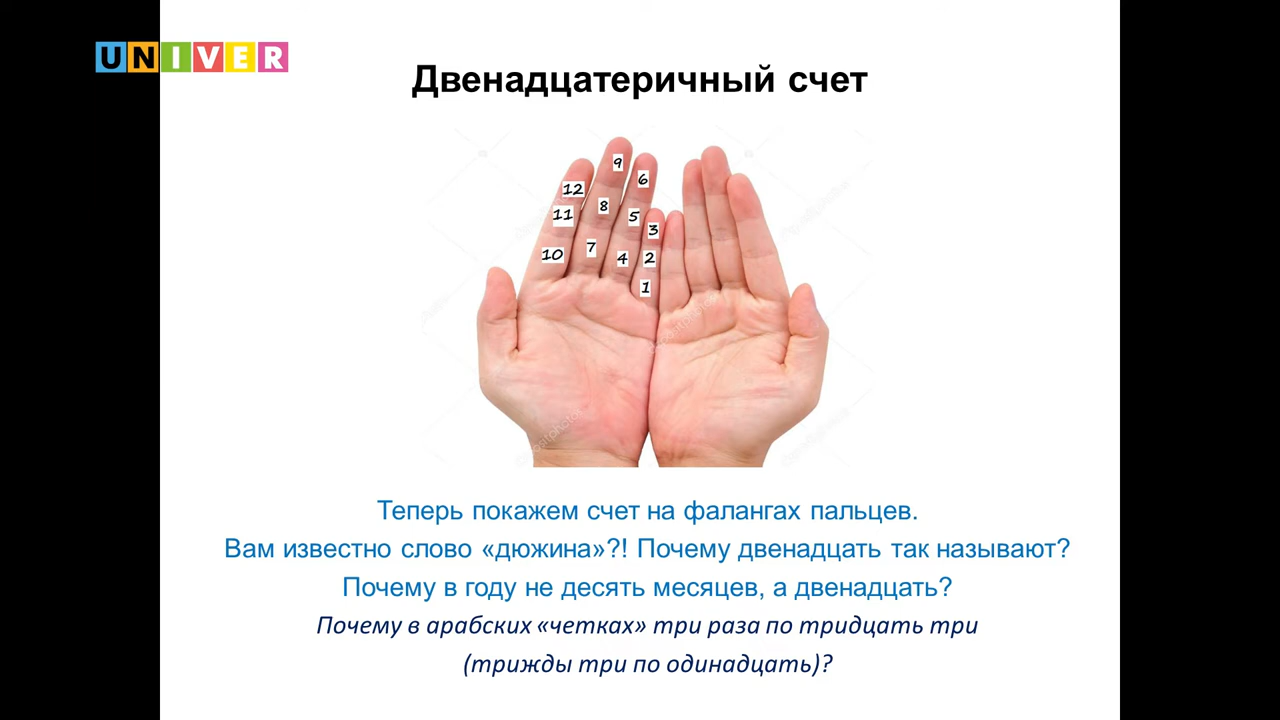 UNIVER
Двенадцатеричный счет
9
6
12
8
11
5
3
7
10
4
2
1
Теперь покажем счет на фалангах пальцев.
Вам известно слово «дюжина»?! Почему двенадцать так называют?
Почему в году не десять месяцев, а двенадцать?
Почему в арабских «четках» три раза по тридцать три
(трижды три по одинадцать)?